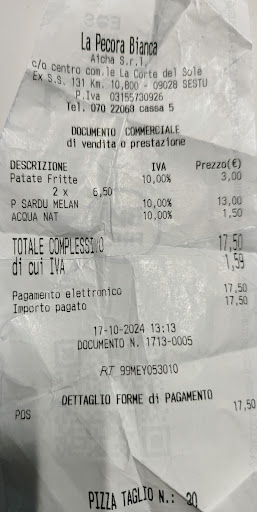 La Pecora Bianca
Aicha S.r.l.
c/o centro com.le La Corte del Sole
Ex S.S. 131 Km. 10,800 - 09028 SESTU
P.Iva 03155730926
Tel. 070 22068 cassa 5
DOCUMENTO COMMERCIALE
di vendita o prestazione
DESCRIZIONE IVA Prezzo(€)
Patate Fritte 10,00% 3,00
2 x 6,50
P SARDU MELAN 10,00% 13,00
ACQUA NAT 10,00% 1,50
TOTALE COMPLESSIVO 17,50
di cui IVA 1,59
Pagamento elettronico 17,50
Importo pagato 17,50
17-10-2024 13:13
DOCUMENTO N. 1713-0005
RT 99MEY053010
DETTAGLIO FORME di PAGAMENTO
POS 17,50
PIZZA TAGLIO N.: 20